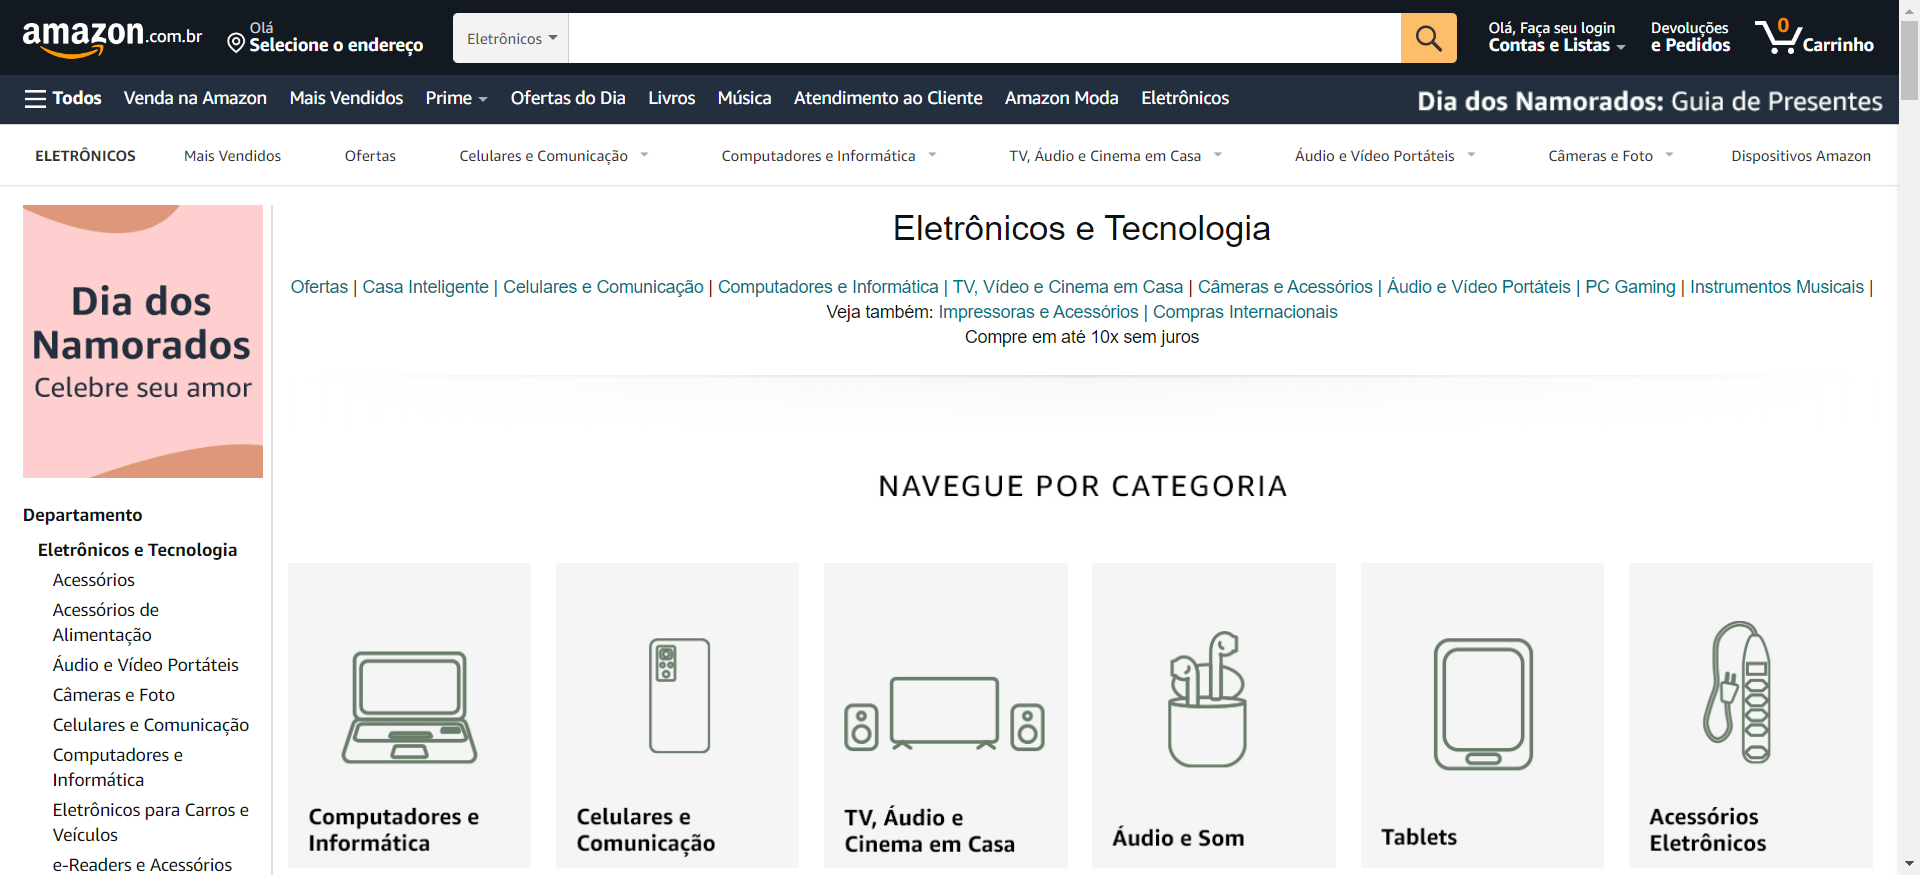 amazon.com.br
Olá
Selecione o endereço
Eletrônicos
Olá, Faça seu login
Contas e Listas
Devoluções
e Pedidos
0
Carrinho
Todos
Venda na Amazon
Mais Vendidos
Prime
Ofertas do Dia
Livros
Música
Atendimento ao Cliente
Amazon Moda
Eletrônicos
Dia dos Namorados: Guia de Presentes
ELETRÔNICOS
Mais Vendidos
Ofertas
Celulares e Comunicação
Computadores e Informática
TV, Áudio e Cinema em Casa
Áudio e Vídeo Portáteis
Câmeras e Foto
Dispositivos Amazon
Dia dos
Namorados
Celebre seu amor
Departamento
Eletrônicos e Tecnologia
Acessórios
Acessórios de
Alimentação
Áudio e Vídeo Portáteis
Câmeras e Foto
Celulares e Comunicação
Computadores e
Informática
Eletrônicos para Carros e
Veículos
e-Readers e Acessórios
Eletrônicos e Tecnologia
Ofertas | Casa Inteligente | Celulares e Comunicação | Computadores e Informática | TV, Vídeo e Cinema em Casa | Câmeras e Acessórios | Áudio e Vídeo Portáteis | PC Gaming | Instrumentos Musicais |
Veja também: Impressoras e Acessórios | Compras Internacionais
Compre em até 10x sem juros
NAVEGUE POR CATEGORIA
Computadores e
Informática
Celulares e
Comunicação
TV, Áudio e
Cinema em Casa
Áudio e Som
Tablets
Acessórios
Eletrônicos